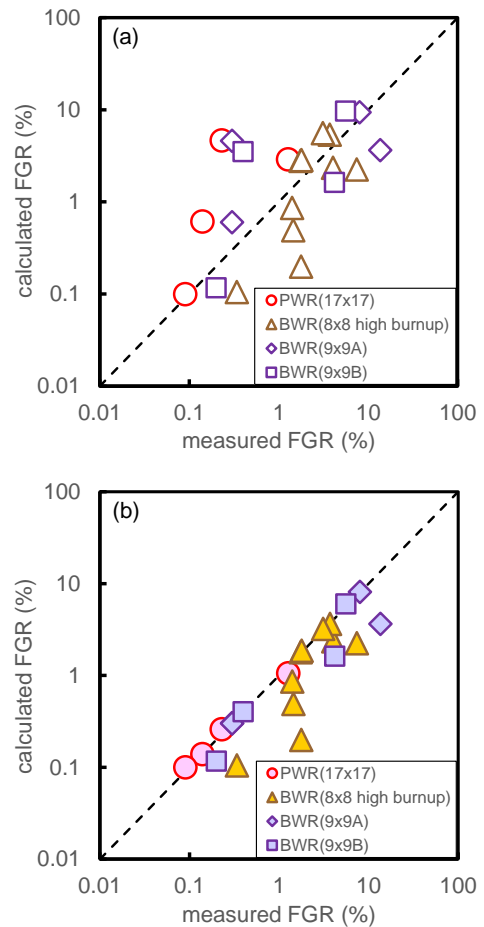 (a)
calculated FGR (%)
100
10
1
0.1
0.01
PWR(17x17)
BWR(8x8 high burnup)
BWR(9x9A)
BWR(9x9B)
0.01 0.1 1 10 100
measured FGR (%)
(b)
calculated FGR (%)
100
10
1
0.1
0.01
PWR(17x17)
BWR(8x8 high burnup)
BWR(9x9A)
BWR(9x9B)
0.01 0.1 1 10 100
measured FGR (%)